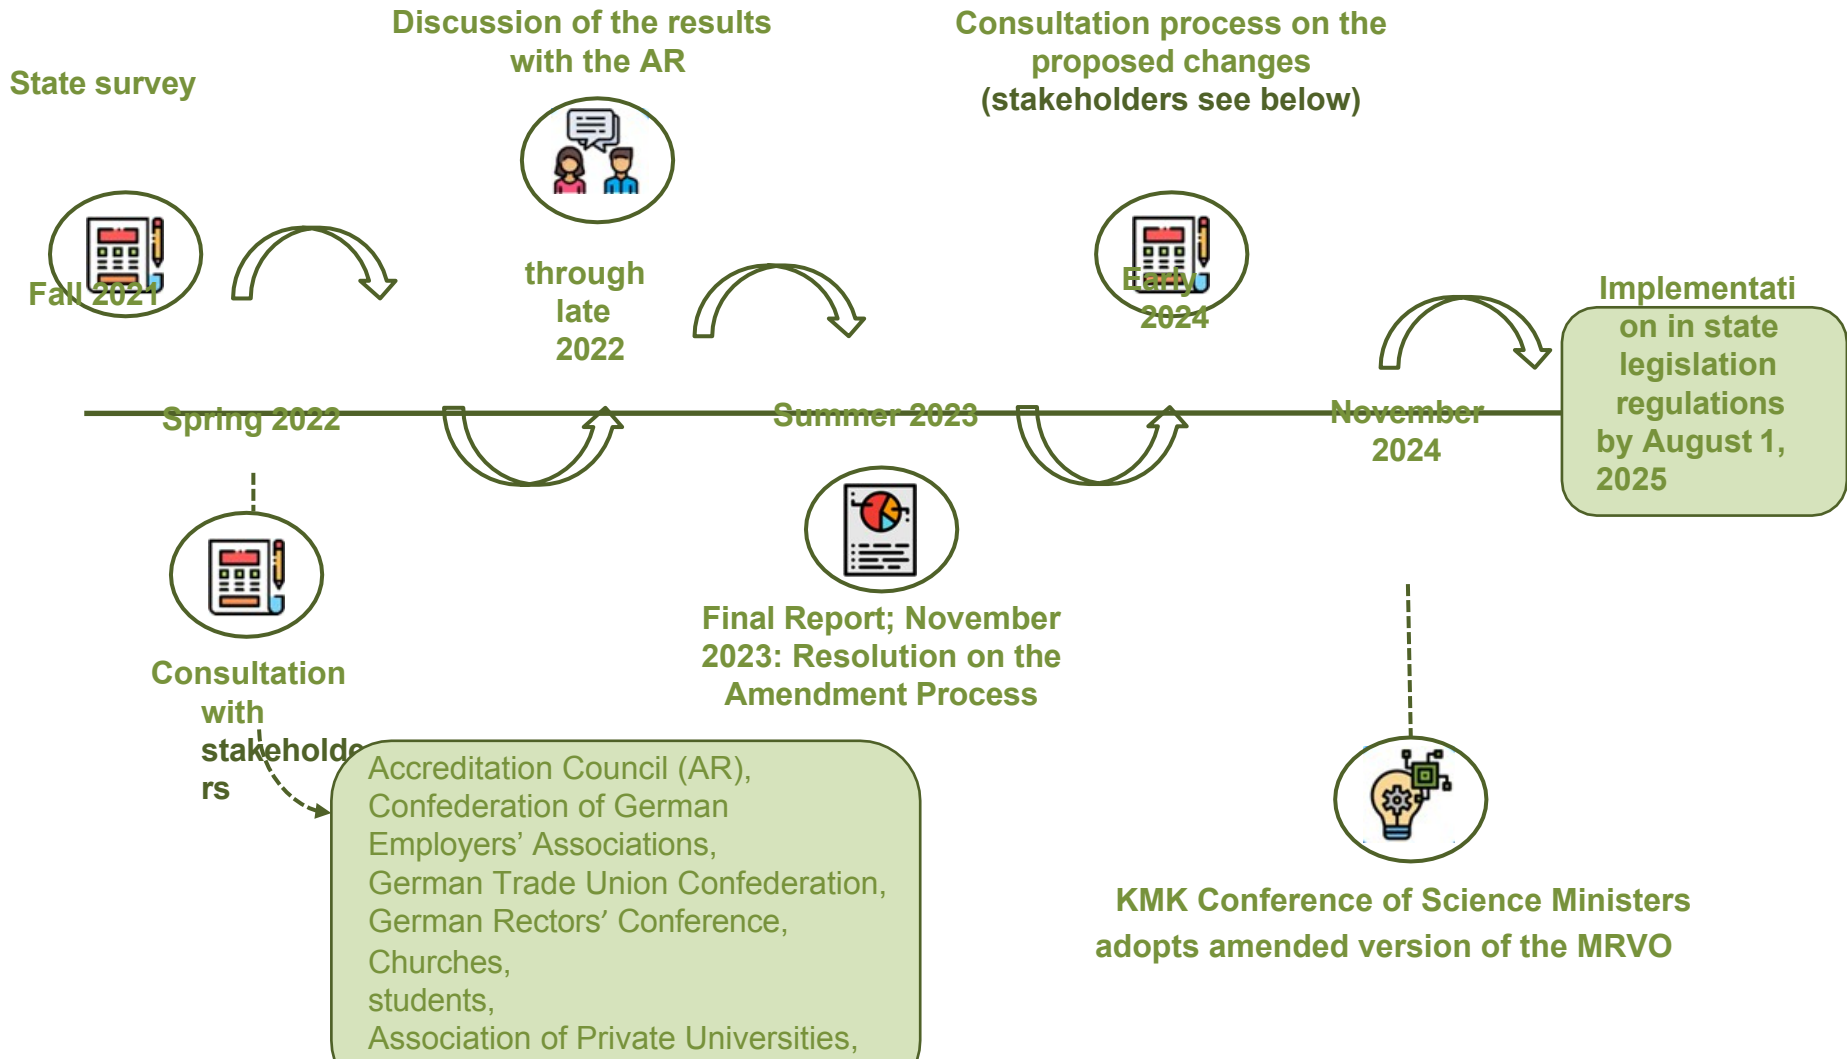 State survey
Fall 2021
Discussion of the results
with the AR
through
late
2022
Consultation process on the
proposed changes
(stakeholders see below)
Early
2024
Implementati
on in state
legislation
regulations
by August 1,
2025
Spring 2022
Summer 2023
November
2024
Consultation
with
stakeholde
rs
Final Report; November
2023: Resolution on the
Amendment Process
Accreditation Council (AR),
Confederation of German
Employers’ Associations,
German Trade Union Confederation,
German Rectors’ Conference,
Churches,
students,
Association of Private Universities,
KMK Conference of Science Ministers
adopts amended version of the MRVO